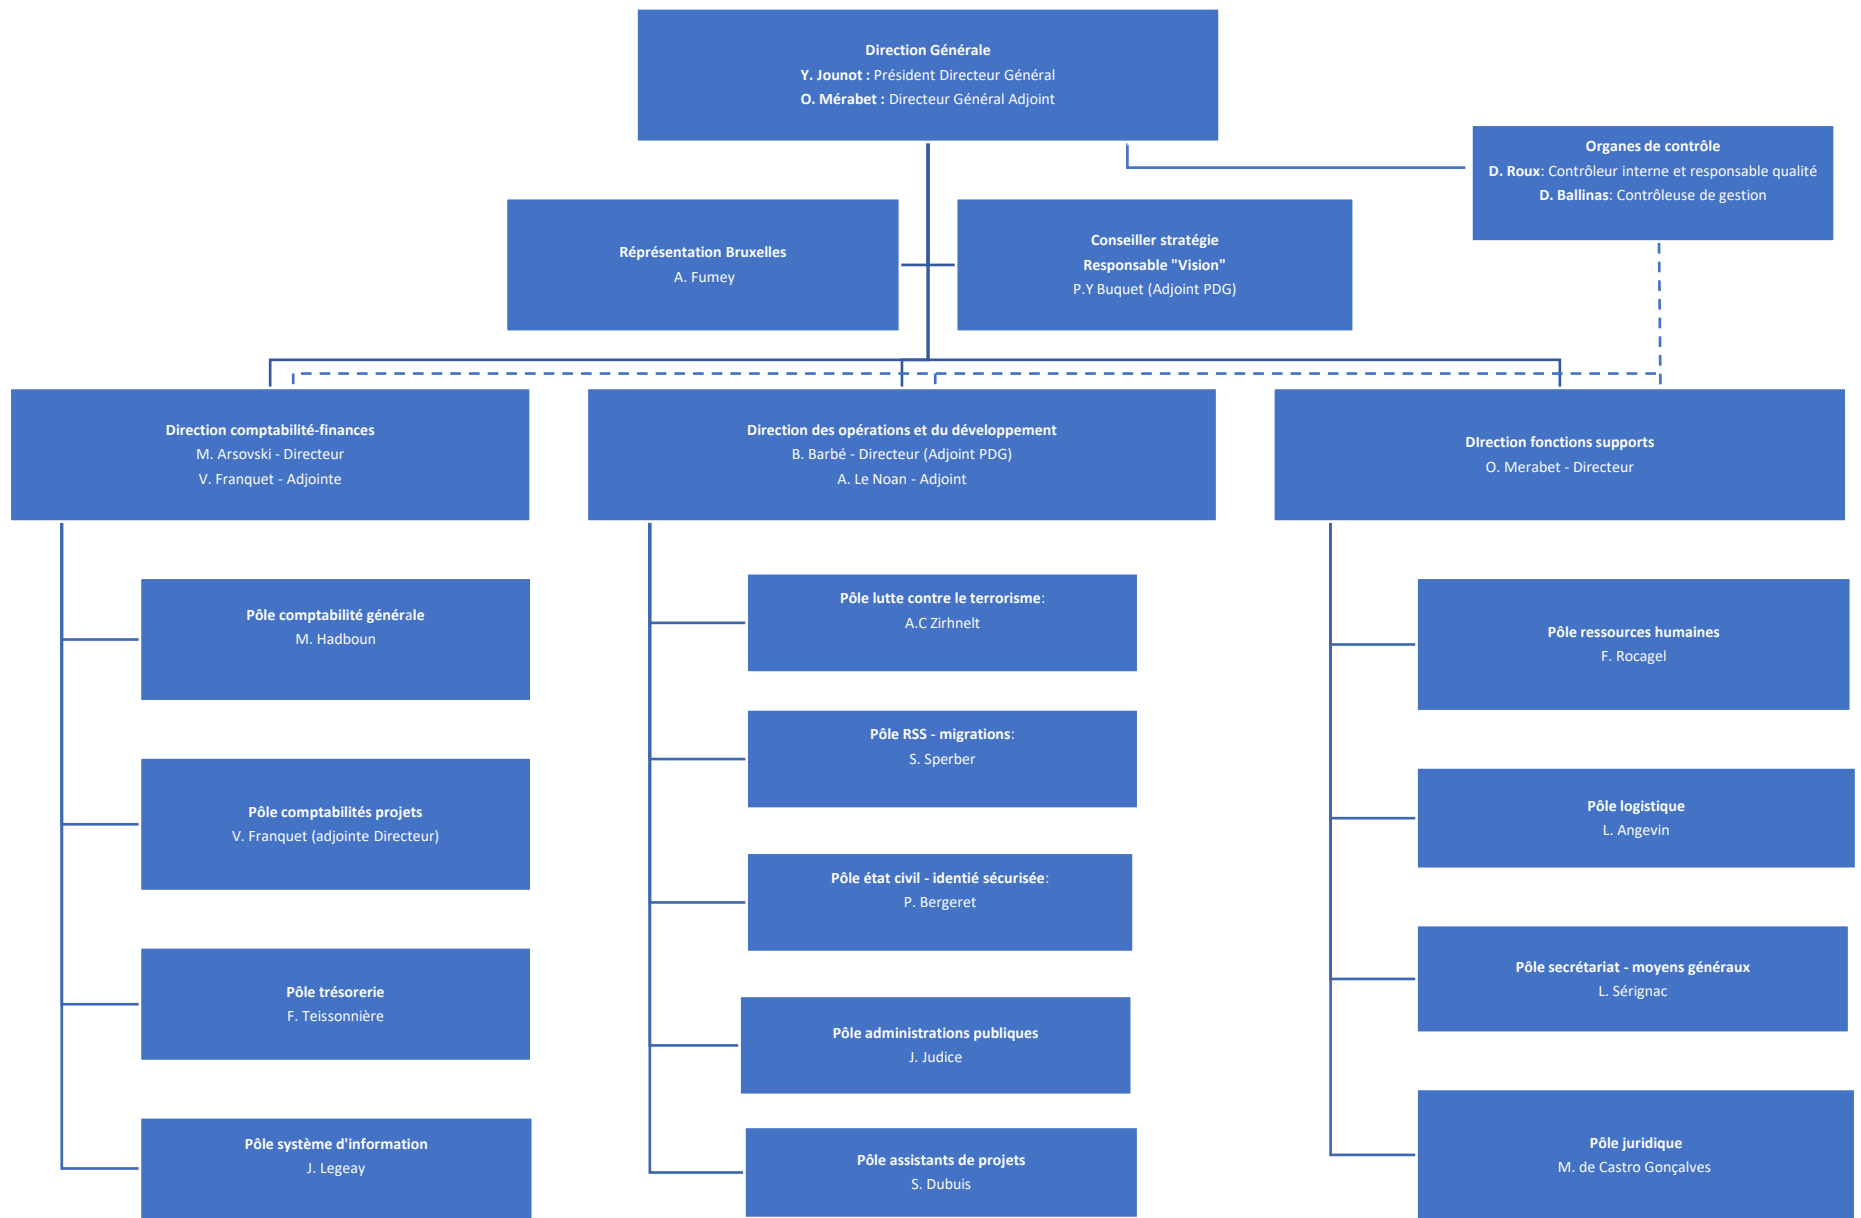 Direction Générale
Y. Jounot : Président Directeur Général
O. Mérabet : Directeur Général Adjoint
Organes de contrôle
D. Roux: Contrôleur interne et responsable qualité
D. Ballinas: Contrôleuse de gestion
Réprésentation Bruxelles
A. Fumey
Conseiller stratégie
Responsable "Vision"
P.Y Buquet (Adjoint PDG)
Direction comptabilité-finances
M. Arsovski - Directeur
V. Franquet - Adjointe
Direction des opérations et du développement
B. Barbé - Directeur (Adjoint PDG)
A. Le Noan - Adjoint
DIrection fonctions supports
O. Merabet - Directeur
Pôle comptabilité générale
M. Hadboun
Pôle comptabilités projets
V. Franquet (adjointe Directeur)
Pôle trésorerie
F. Teissonnière
Pôle système d'information
J. Legeay
Pôle lutte contre le terrorisme:
A.C Zirhnelt
Pôle RSS - migrations:
S. Sperber
Pôle état civil - identié sécurisée:
P. Bergeret
Pôle administrations publiques
J. Judice
Pôle assistants de projets
S. Dubuis
Pôle ressources humaines
F. Rocagel
Pôle logistique
L. Angevin
Pôle secrétariat - moyens généraux
L. Sérignac
Pôle juridique
M. de Castro Gonçalves